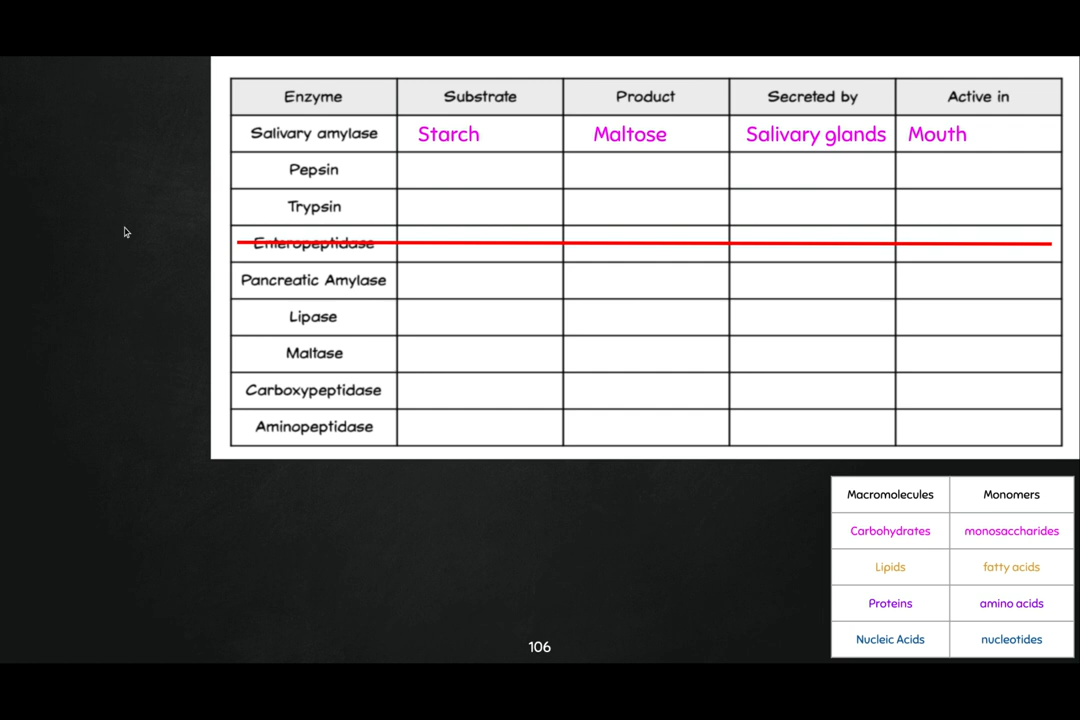 Enzyme Substrate Product Secreted by Active in
Salivary amylase Starch Maltose Salivary glands Mouth
Pepsin
Trypsin
Enteropeptidase
Pancreatic Amylase
Lipase
Maltase
Carboxypeptidase
Aminopeptidase
Macromolecules Monomers
Carbohydrates monosaccharides
Lipids fatty acids
Proteins amino acids
Nucleic Acids nucleotides
106